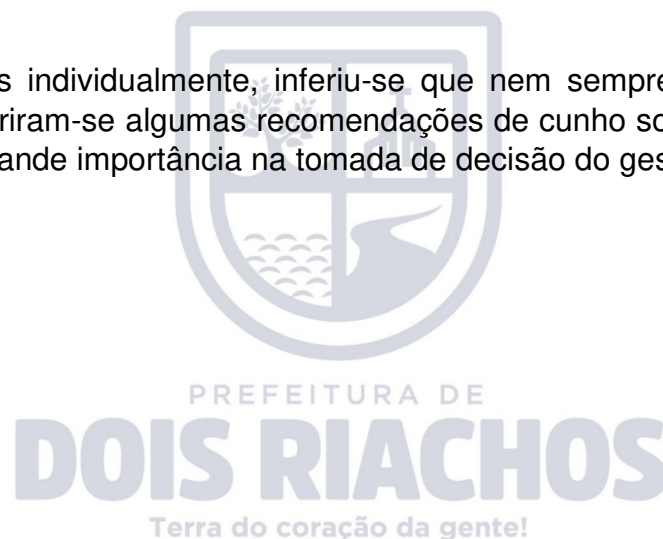 s individualmente, inferiu-se que nem sempre
riram-se algumas recomendações de cunho so
ande importância na tomada de decisão do ges
PREFEITURA DE
DOIS RIACHOS
Terra do coração da gente!